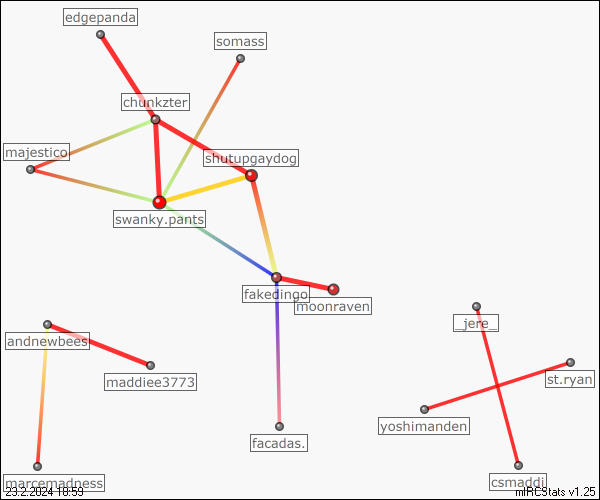 edgepanda
somass
chunkzter
majestico
shutupgaydog
swanky.pants
fakedingo
moonraven
_jere_
andnewbees
maddiee3773
st.ryan
yoshimanden
facadas.
marcemadness
csmaddi
23.2.2024 18:59
mIRCStats v1.25